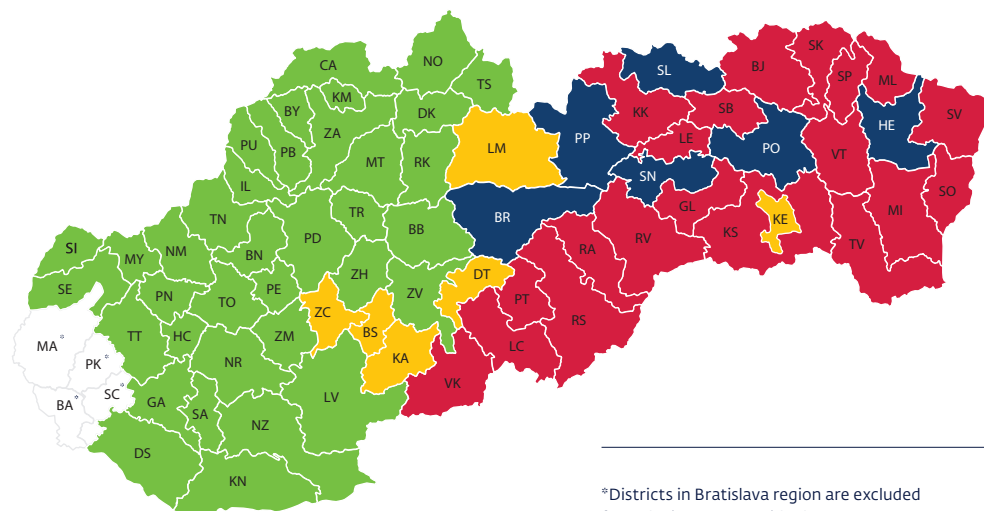 NO
SK
CA
TS
SL
BJ
SP
ML
KM
BY
DK
KK
SB
HE
SV
ZA
PU
PB
MT
RK
LM
PP
LE
PO
VT
IL
SN
SO
TN
TR
BB
BR
GL
MI
KE
SI
MY
NM
BN
PD
RA
RV
KS
TV
SE
PN
TO
PE
ZH
ZV
DT
PT
ZC
RS
MA*
TT
HC
ZM
BS
PK*
NR
KA
LC
VK
BA*
SC*
GA
SA
LV
NZ
DS
KN
*Districts in Bratislava region are excluded